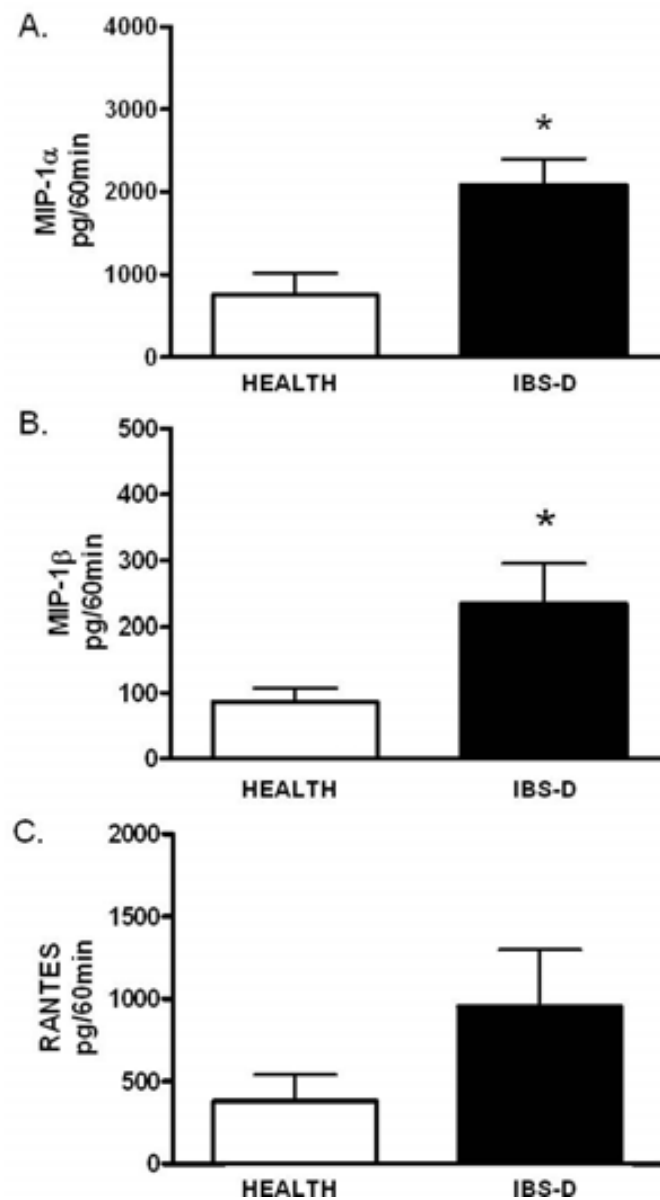 A.
MIP-1α
pg/60min
4000
3000
2000
1000
0
*
HEALTH IBS-D
B.
MIP-1β
pg/60min
500
400
300
200
100
0
*
HEALTH IBS-D
C.
RANTES
pg/60min
2000
1500
1000
500
0
HEALTH IBS-D